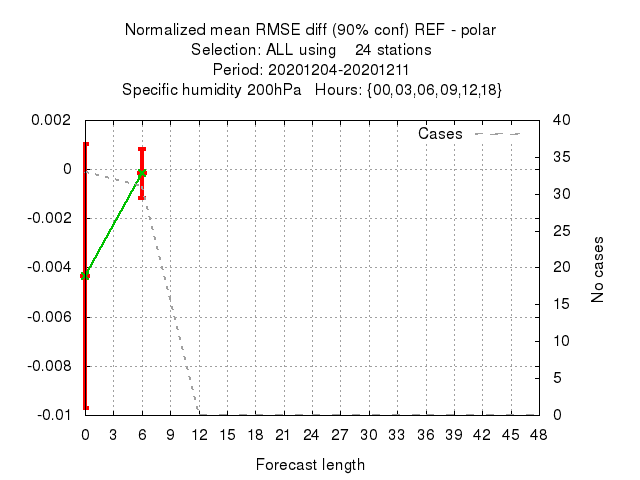 Normalized mean RMSE diff (90% conf) REF - polar
Selection: ALL using    24 stations
Period: 20201204-20201211
Specific humidity 200hPa   Hours: {00,03,06,09,12,18}
0.002
0
-0.002
-0.004
-0.006
-0.008
-0.01
Cases
40
35
30
25
20
15
10
5
0
No cases
0 3 6 9 12 15 18 21 24 27 30 33 36 39 42 45 48
Forecast length